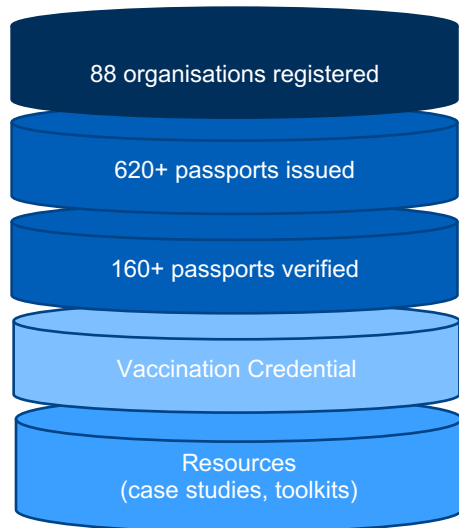 88 organisations registered
620+ passports issued
160+ passports verified
Vaccination Credential
Resources
(case studies, toolkits)